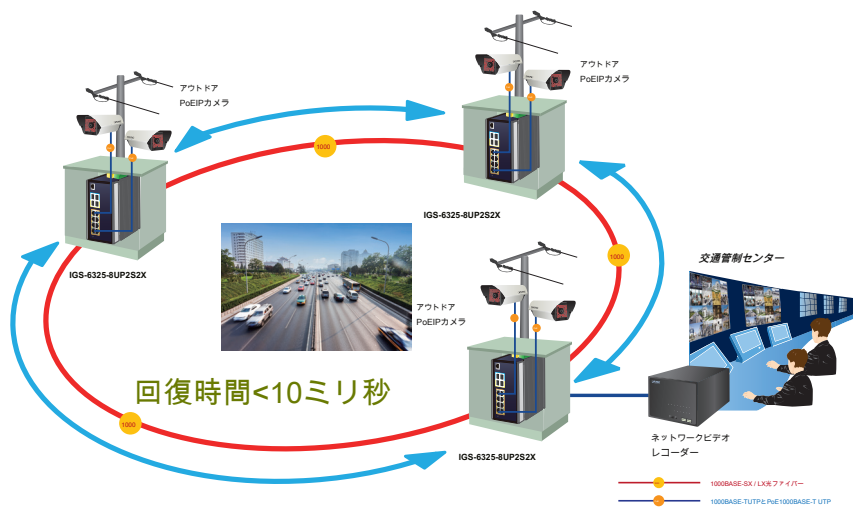 アウトドア
PoEIPカメラ
アウトドア
PoEIPカメラ
1000
IGS-6325-8UP2S2X
1000
交通管制センター
IGS-6325-8UP2S2X
アウトドア
PoEIPカメラ
回復時間<10ミリ秒
1000
ネットワークビデオ
レコーダー
IGS-6325-8UP2S2X
1000BASE-SX / LX光ファイバー
1000BASE-TUTPとPoE1000BASE-T UTP